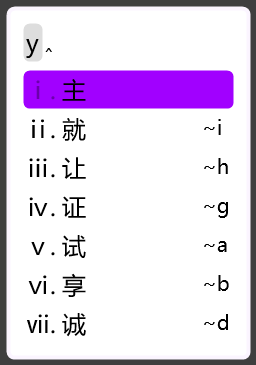 y‸
ⅰ. 主
ⅱ. 就 ~i
ⅲ. 让 ~h
ⅳ. 证 ~g
ⅴ. 试 ~a
ⅵ. 享 ~b
ⅶ. 诚 ~d